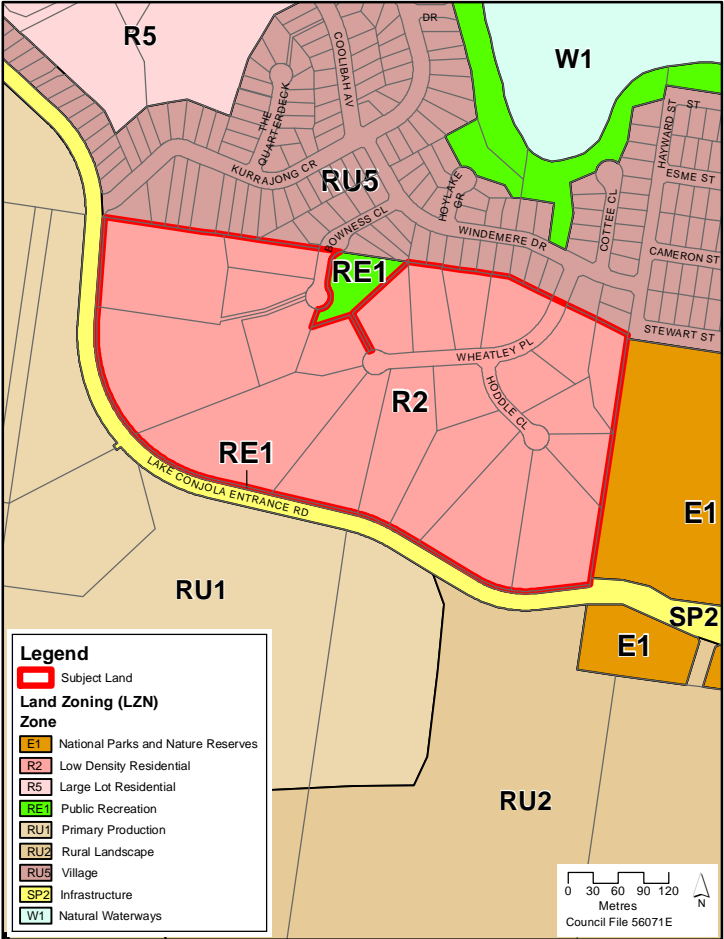 R5
DR
COOLIBAH AV
W1
THE
QUARTERDECK
HAYWARD ST
ST
ESME ST
KURRAJONG CR
RU5
HOYLAKE
GR
COTTEE CL
BOWNESS CL
WINDEMERE DR
CAMERON ST
RE1
STEWART ST
WHEATLEY PL
R2
HODDLE CL
RE1
LAKE CONJOLA ENTRANCE RD
E1
RU1
SP2
E1
RU2
Legend
Subject Land
Land Zoning (LZN)
Zone
E1 National Parks and Nature Reserves
R2 Low Density Residential
R5 Large Lot Residential
RE1 Public Recreation
RU1 Primary Production
RU2 Rural Landscape
RU5 Village
SP2 Infrastructure
W1 Natural Waterways
0 30 60 90 120
Metres
N
Council File 56071E